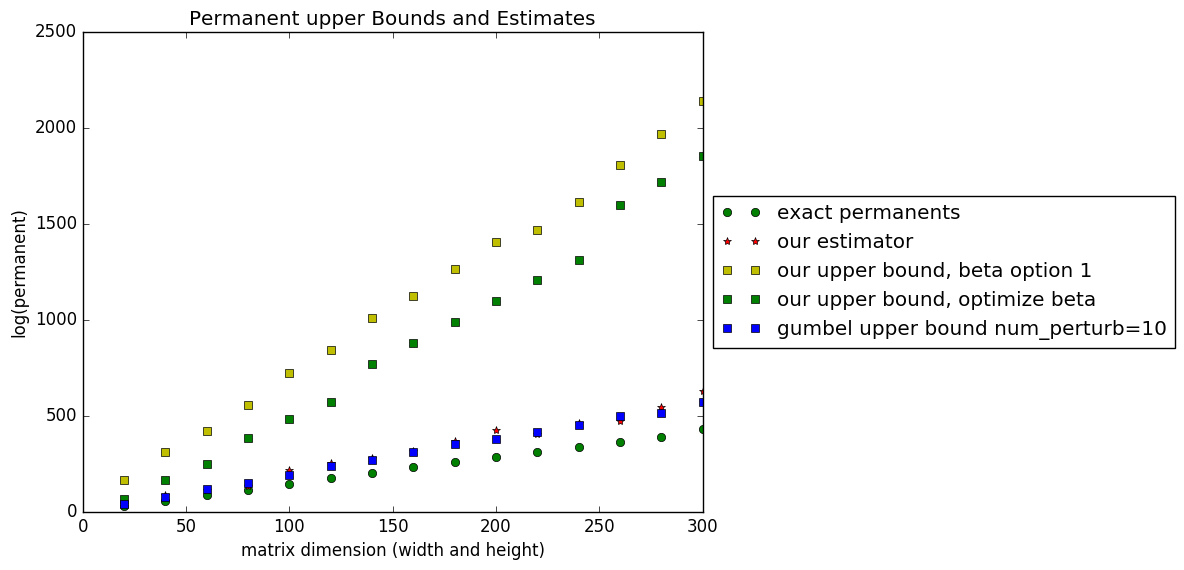 Permanent upper Bounds and Estimates
2500
2000
1500
1000
500
0
log(permanent)
0 50 100 150 200 250 300
matrix dimension (width and height)
exact permanents
our estimator
our upper bound, beta option 1
our upper bound, optimize beta
gumbel upper bound num_perturb=10